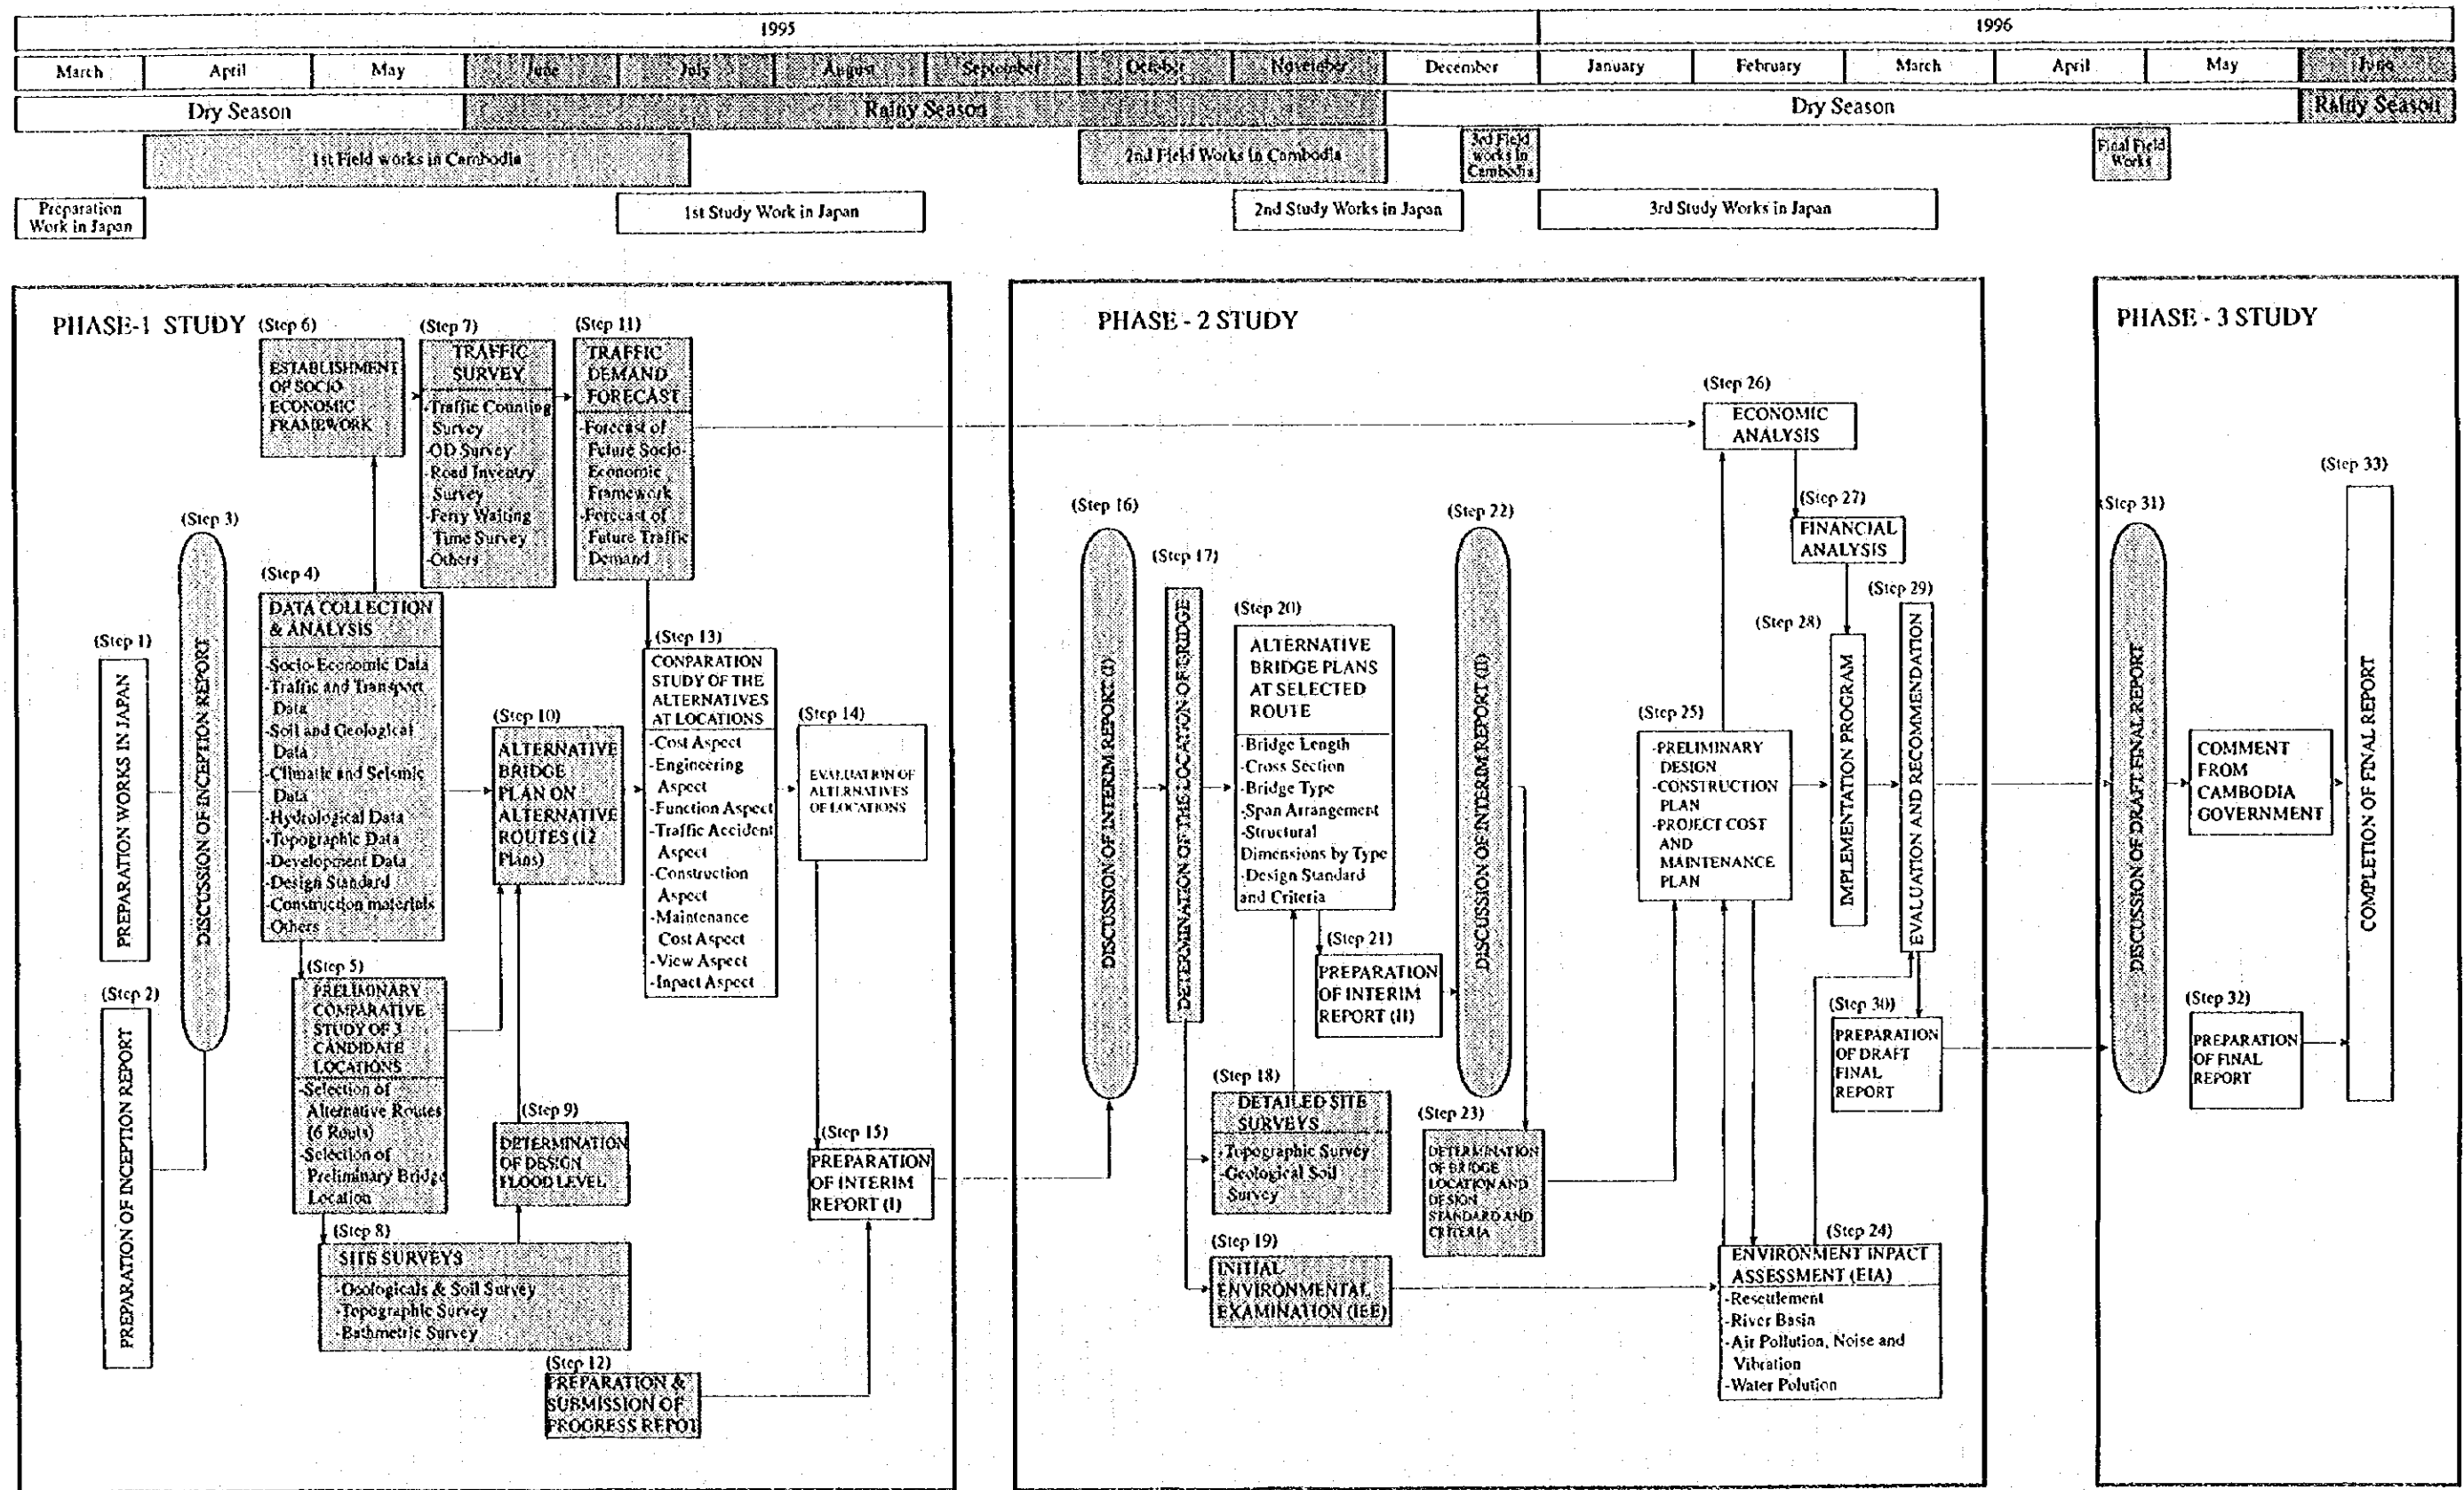 1995
1996
March
April
May
June
July
August
September
October
November
December
January
February
March
April
May
June
Dry Season
Rainy Season
Dry Season
Rainy Season
1st Field works in Cambodia
2nd Field Works in Cambodia
3rd Field
works in
Cambodia
Final Field
Works
Preparation
Work in Japan
1st Study Work in Japan
2nd Study Works in Japan
3rd Study Works in Japan
PHASE-1 STUDY
(Step 1)
PREPARATION WORKS IN JAPAN
(Step 2)
PREPARATION OF INCEPTION REPORT
(Step 3)
DISCUSSION OF INCEPTION REPORT
(Step 6)
ESTABLISHMENT
OF SOCIO
ECONOMIC
FRAMEWORK
(Step 4)
DATA COLLECTION
& ANALYSIS
-Socio-Economic Data
-Traffic and Transport
Data
-Soil and Geological
Data
-Climatic and Seismic
Data
-Hydrological Data
-Topographic Data
-Development Data
-Design Standard
-Construction materials
-Others
(Step 5)
PRELIMINARY
COMPARATIVE
STUDY OF 3
CANDIDATE
LOCATIONS
-Selection of
Alternative Routes
(6 Routs)
-Selection of
Preliminary Bridge
Location
(Step 8)
SITE SURVEYS
-Geologicals & Soil Survey
-Topographic Survey
-Bathmetric Survey
(Step 7)
TRAFFIC
SURVEY
-Traffic Counting
Survey
-OD Survey
-Road Inventry
Survey
-Ferry Waiting
Time Survey
-Others
(Step 10)
ALTERNATIVE
BRIDGE
PLAN ON
ALTERNATIVE
ROUTES (12
Plans)
(Step 9)
DETERMINATION
OF DESIGN
FLOOD LEVEL
(Step 12)
PREPARATION &
SUBMISSION OF
PROGRESS REPOT
(Step 11)
TRAFFIC
DEMAND
FORECAST
-Forecast of
Future Socio-
Economic
Framework
-Forecast of
Future Traffic
Demand
(Step 13)
CONPARATION
STUDY OF THE
ALTERNATIVES
AT LOCATIONS
-Cost Aspect
-Engineering
Aspect
-Function Aspect
-Traffic Accident
Aspect
-Construction
Aspect
-Maintenance
Cost Aspect
-View Aspect
-Inpact Aspect
(Step 14)
EVALUATION OF
ALTERNATIVES
OF LOCATIONS
(Step 15)
PREPARATION
OF INTERIM
REPORT (I)
PHASE - 2 STUDY
(Step 16)
DISCUSSION OF INTERIM REPORT (I)
(Step 17)
DETERMINATION OF THE LOCATION OF BRIDGE
(Step 20)
ALTERNATIVE
BRIDGE PLANS
AT SELECTED
ROUTE
-Bridge Length
-Cross Section
-Bridge Type
-Span Arrangement
-Structural
Dimensions by Type
-Design Standard
and Criteria
(Step 21)
PREPARATION
OF INTERIM
REPORT (II)
(Step 18)
DETAILED SITE
SURVEYS
-Topographic Survey
-Geological Soil
Survey
(Step 19)
INITIAL
ENVIRONMENTAL
EXAMINATION (IEE)
(Step 22)
DISCUSSION OF INTERIM REPORT (II)
(Step 23)
DETERMINATION
OF BRIDGE
LOCATION AND
DESIGN
STANDARD AND
CRITERIA
(Step 26)
ECONOMIC
ANALYSIS
(Step 27)
FINANCIAL
ANALYSIS
(Step 25)
-PRELIMINARY
DESIGN
-CONSTRUCTION
PLAN
-PROJECT COST
AND
MAINTENANCE
PLAN
(Step 28)
IMPLEMENTATION PROGRAM
(Step 29)
EVALUATION AND RECOMMENDATION
(Step 30)
PREPARATION
OF DRAFT
FINAL
REPORT
(Step 24)
ENVIRONMENT INPACT
ASSESSMENT (EIA)
-Resettlement
-River Basin
-Air Pollution, Noise and
Vibration
-Water Polution
PHASE - 3 STUDY
(Step 31)
DISCUSSION OF DRAFT FINAL REPORT
COMMENT
FROM
CAMBODIA
GOVERNMENT
(Step 32)
PREPARATION
OF FINAL
REPORT
(Step 33)
COMPLETION OF FINAL REPORT